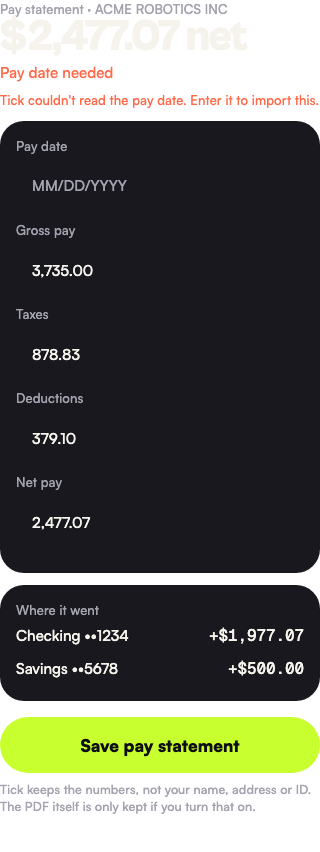 Pay statement · ACME ROBOTICS INC
$2,477.07 net
Pay date needed
Tick couldn't read the pay date. Enter it to import this.
Pay date
MM/DD/YYYY
Gross pay
3,735.00
Taxes
878.83
Deductions
379.10
Net pay
2,477.07
Where it went
Checking ••1234 +$1,977.07
Savings ••5678 +$500.00
Save pay statement
Tick keeps the numbers, not your name, address or ID.
The PDF itself is only kept if you turn that on.